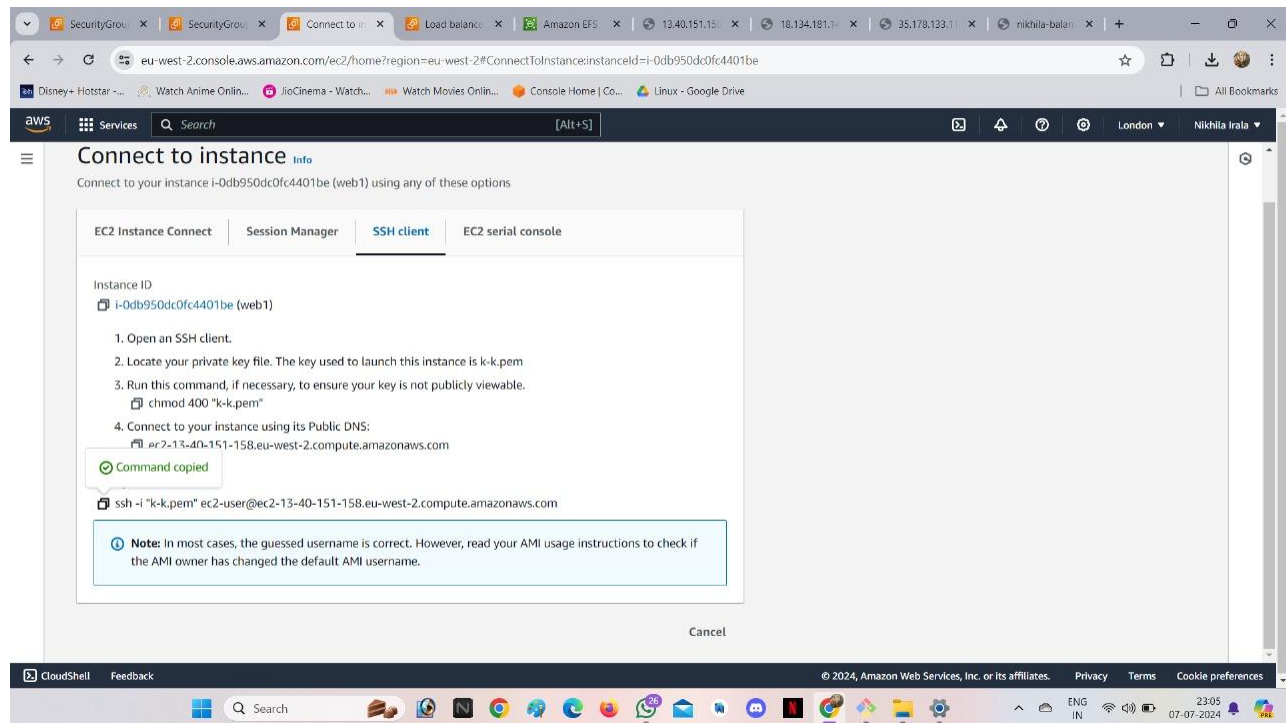 SecurityGrou
SecurityGrou
Connect to in
Load balance
Amazon EFS
13.40.151.15
18.134.181.1
35.178.133.1
nikhila-balan
eu-west-2.console.aws.amazon.com/ec2/home?region=eu-west-2#ConnectToInstance:instanceId=i-0db950dc0fc4401be
Disney+ Hotstar -... Watch Anime Onlin... JioCinema - Watch... Watch Movies Onlin... Console Home | Co... Linux - Google Drive All Bookmarks
aws Services Search [Alt+S] London Nikhila Irala
Connect to instance Info
Connect to your instance i-0db950dc0fc4401be (web1) using any of these options
EC2 Instance Connect Session Manager SSH client EC2 serial console
Instance ID
i-0db950dc0fc4401be (web1)
1. Open an SSH client.
2. Locate your private key file. The key used to launch this instance is k-k.pem
3. Run this command, if necessary, to ensure your key is not publicly viewable.
chmod 400 "k-k.pem"
4. Connect to your instance using its Public DNS:
ec2-13-40-151-158.eu-west-2.compute.amazonaws.com
Command copied
ssh -i "k-k.pem" ec2-user@ec2-13-40-151-158.eu-west-2.compute.amazonaws.com
Note: In most cases, the guessed username is correct. However, read your AMI usage instructions to check if
the AMI owner has changed the default AMI username.
Cancel
CloudShell Feedback © 2024, Amazon Web Services, Inc. or its affiliates. Privacy Terms Cookie preferences
Search 26 ENG 23:05
IN 07-07-2024